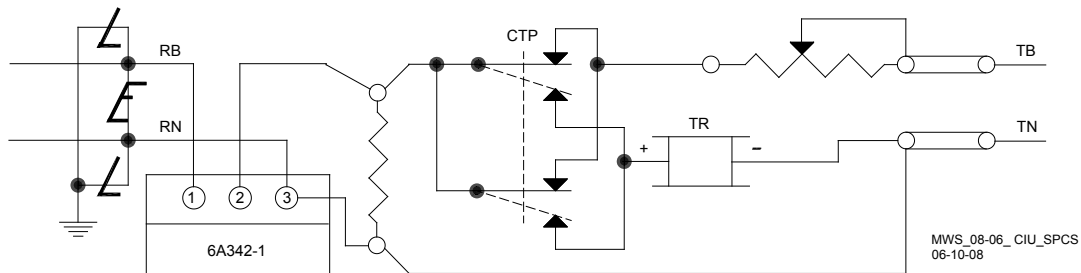 RB
CTP
TB
RN
TR
TN
+
-
1
2
3
6A342-1
MWS_08-06_ CIU_SPCS
06-10-08